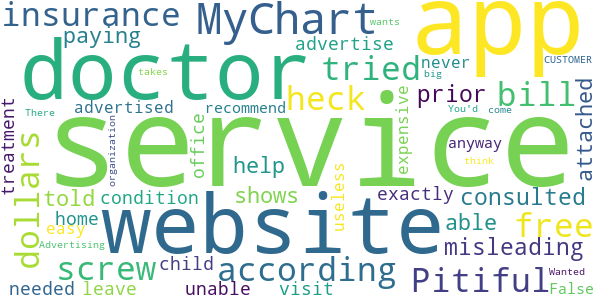 insurance MyChart wants app
paying advertise never CUSTOMER
doctor tried big
takes heck prior bill attached
There advertised recommend You'd come
service
treatment organization office expensive anyway
dollars told condition help useless think
home shows exactly consulted
easy website able free
Advertising misleading
screw child according Pitiful Wanted
needed leave unable visit False